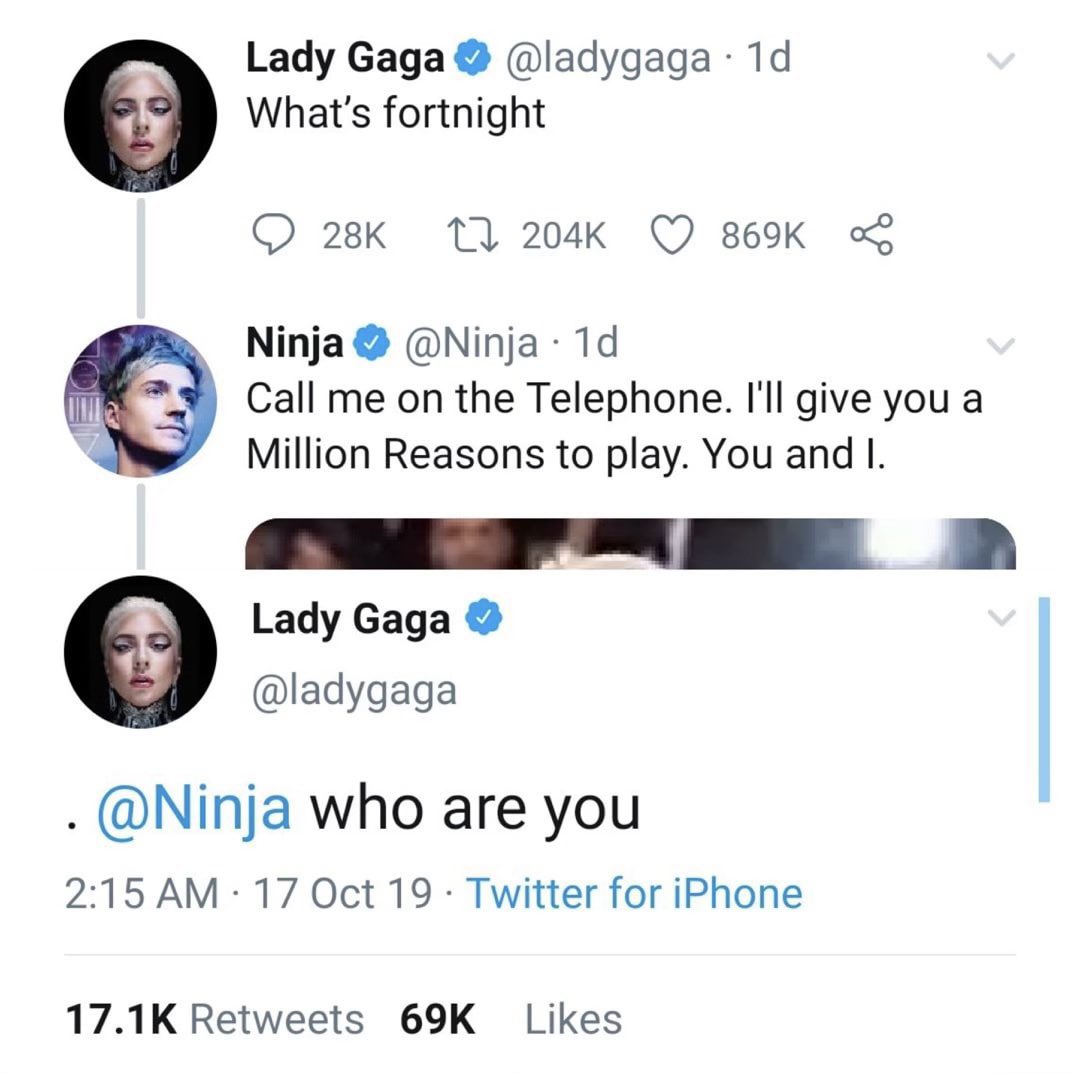 Lady Gaga @ladygaga · 1d
What's fortnight
28K 204K 869K
Ninja @Ninja · 1d
Call me on the Telephone. I'll give you a
Million Reasons to play. You and I.
Lady Gaga
@ladygaga
. @Ninja who are you
2:15 AM · 17 Oct 19 · Twitter for iPhone
17.1K Retweets 69K Likes